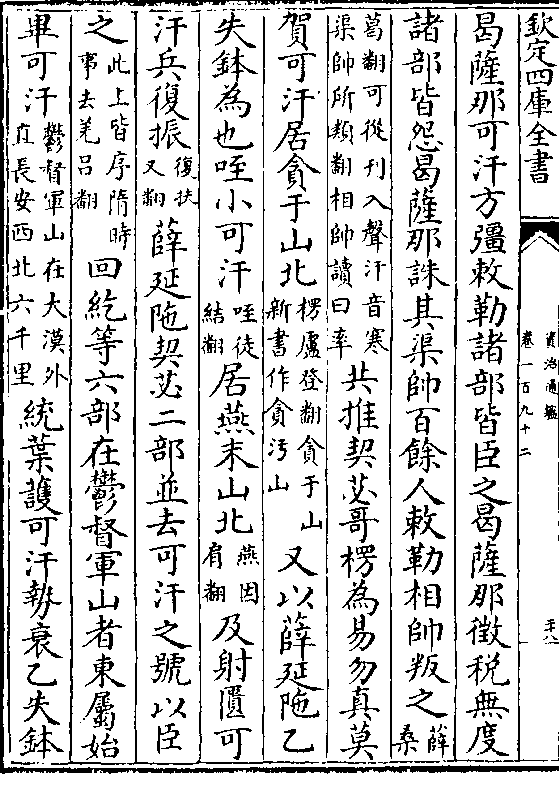 欽定四庫全書
資治通鑑
卷一百九十二
曷薩那可汗方彊敕勒諸部皆臣之曷薩那徵稅無度
諸部皆怨曷薩那誅其渠帥百餘人敕勒相帥叛之薛桑
葛翻可從刋入聲汗音寒渠帥所類翻相帥讀曰率共推契苾哥楞為易勿真莫
賀可汗居貪于山北楞盧登翻貪于山新書作貪汙山又以薛延陁乙
失鉢為也咥小可汗咥徒結翻居燕末山北燕因肩翻及射匱可
汗兵復振復扶又翻薛延陁契苾二部並去可汗之號以臣
之此上皆序隋時事去羌呂翻回紇等六部在鬱督軍山者東屬始
畢可汗鬱督軍山在大漠外直長安西北六千里統葉護可汗勢衰乙失鉢